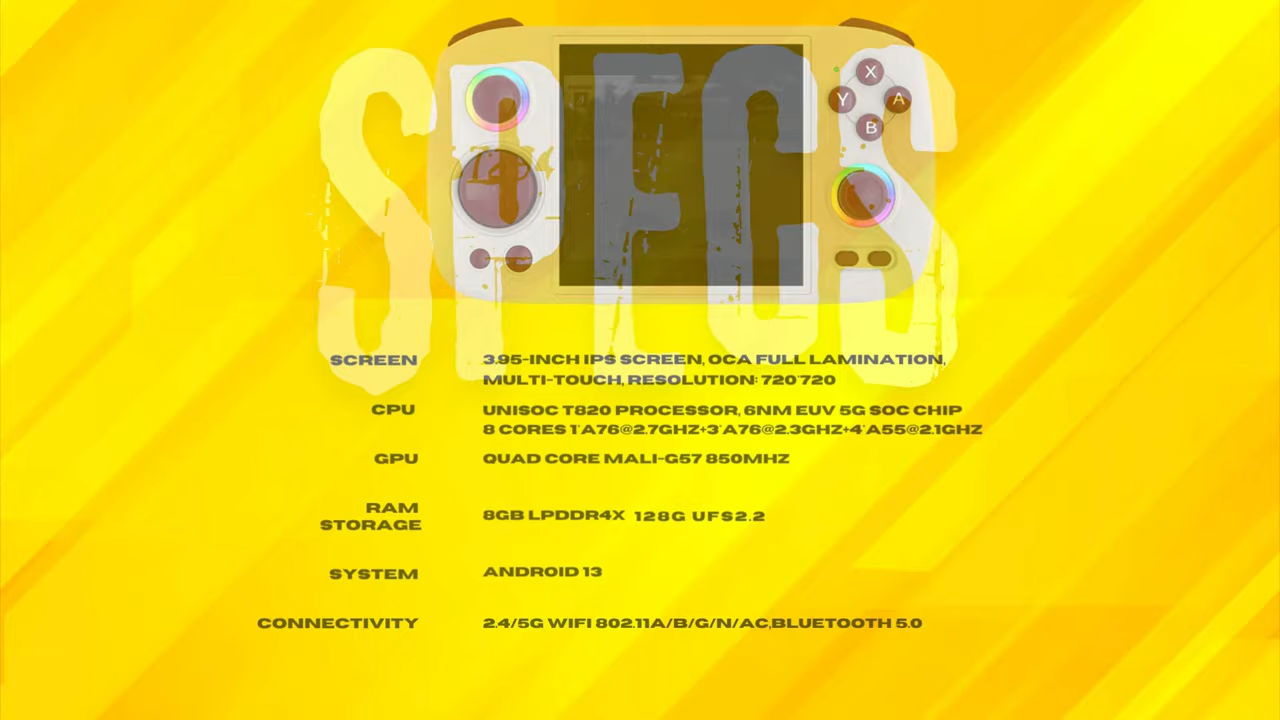 SPECS
X
Y
A
B
SCREEN
3.95-INCH IPS SCREEN, OCA FULL LAMINATION,
MULTI-TOUCH, RESOLUTION: 720*720
CPU
UNISOC T820 PROCESSOR, 6NM EUV 5G SOC CHIP
8 CORES 1*A76@2.7GHZ+3*A76@2.3GHZ+4*A55@2.1GHZ
GPU
QUAD CORE MALI-G57 850MHZ
RAM
STORAGE
8GB LPDDR4X 128G UFS2.2
SYSTEM
ANDROID 13
CONNECTIVITY
2.4/5G WIFI 802.11A/B/G/N/AC,BLUETOOTH 5.0